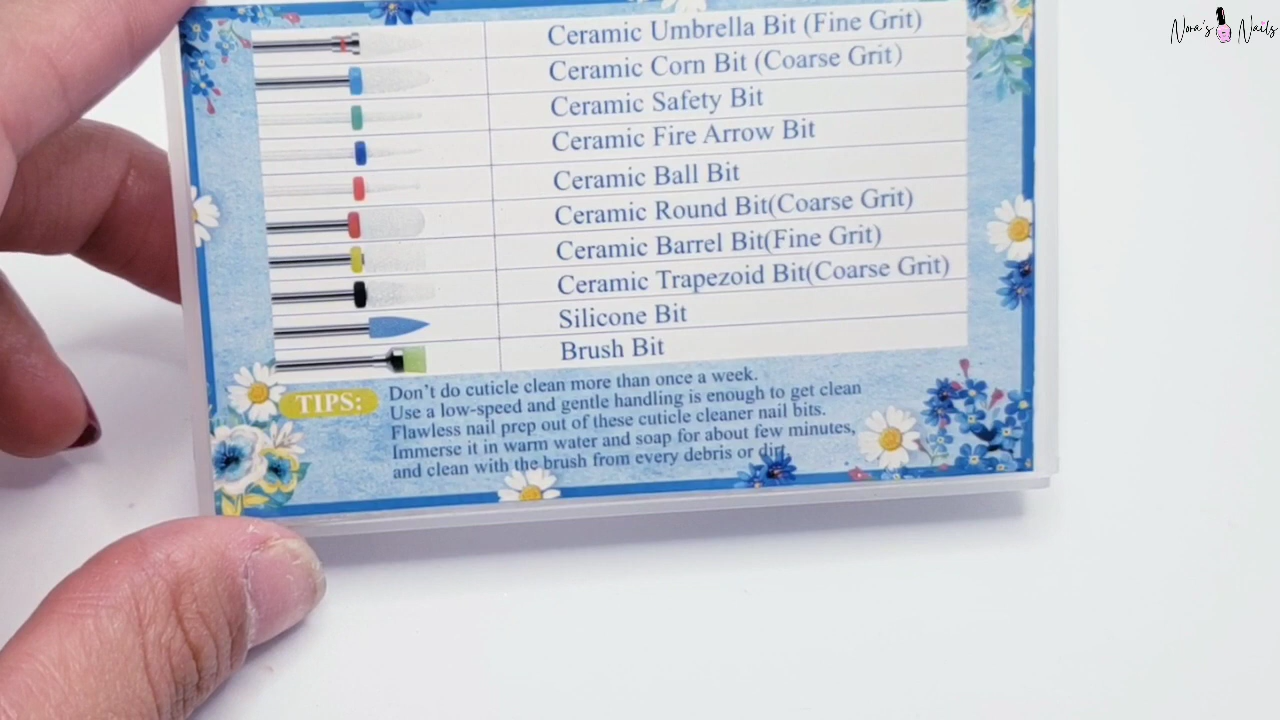 Ceramic Umbrella Bit (Fine Grit)
Ceramic Corn Bit (Coarse Grit)
Ceramic Safety Bit
Ceramic Fire Arrow Bit
Ceramic Ball Bit
Ceramic Round Bit(Coarse Grit)
Ceramic Barrel Bit(Fine Grit)
Ceramic Trapezoid Bit(Coarse Grit)
Silicone Bit
Brush Bit
TIPS:
Don't do cuticle clean more than once a week.
Use a low-speed and gentle handling is enough to get clean
Flawless nail prep out of these cuticle cleaner nail bits.
Immerse it in warm water and soap for about few minutes,
and clean with the brush from every debris or dirt
Nails